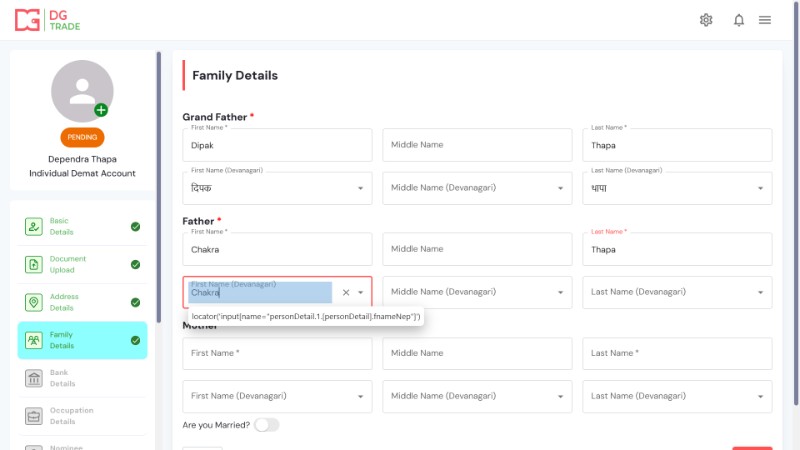 DG
TRADE
PENDING
Dependra Thapa
Individual Demat Account
Basic
Details
Document
Upload
Address
Details
Family
Details
Bank
Details
Occupation
Details
Nominee
Family Details
Grand Father *
First Name *
Last Name *
Dipak
Middle Name
Thapa
First Name (Devanagari)
Last Name (Devanagari)
दिपक
Middle Name (Devanagari)
थापा
Father *
First Name *
Last Name *
Chakra
Middle Name
Thapa
First Name (Devanagari)
Chakra
Middle Name (Devanagari)
Last Name (Devanagari)
locator('input[name="personDetail.1.[personDetail].fnameNep"]')
Mother
First Name *
Middle Name
Last Name *
First Name (Devanagari)
Middle Name (Devanagari)
Last Name (Devanagari)
Are you Married?